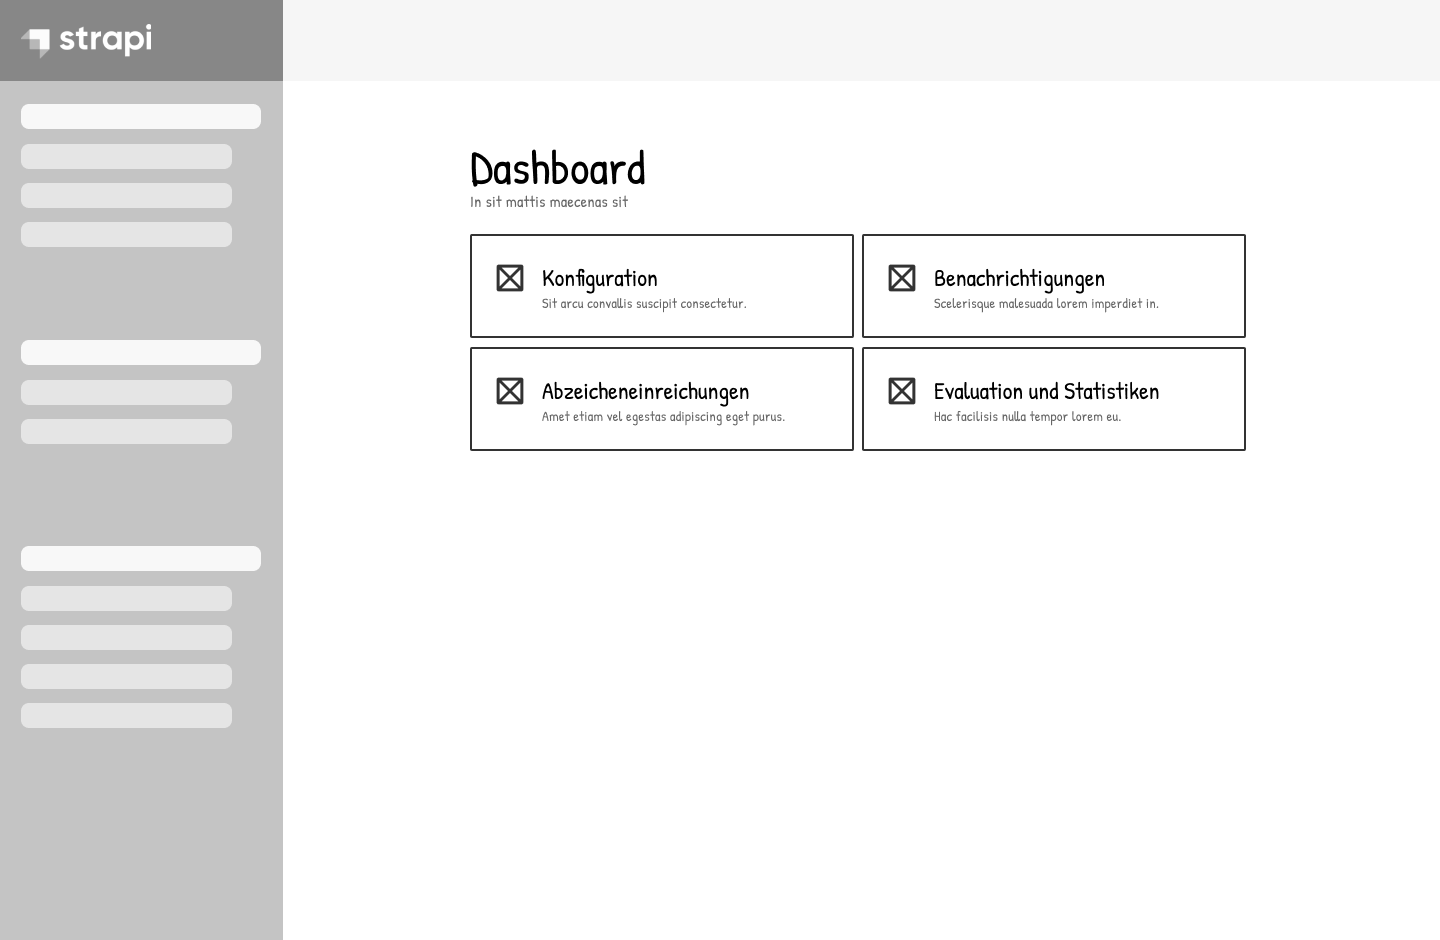 strapi
Dashboard
In sit mattis maecenas sit
Konfiguration
Sit arcu convallis suscipit consectetur.
Benachrichtigungen
Scelerisque malesuada lorem imperdiet in.
Abzeicheneinreichungen
Amet etiam vel egestas adipiscing eget purus.
Evaluation und Statistiken
Hac facilisis nulla tempor lorem eu.